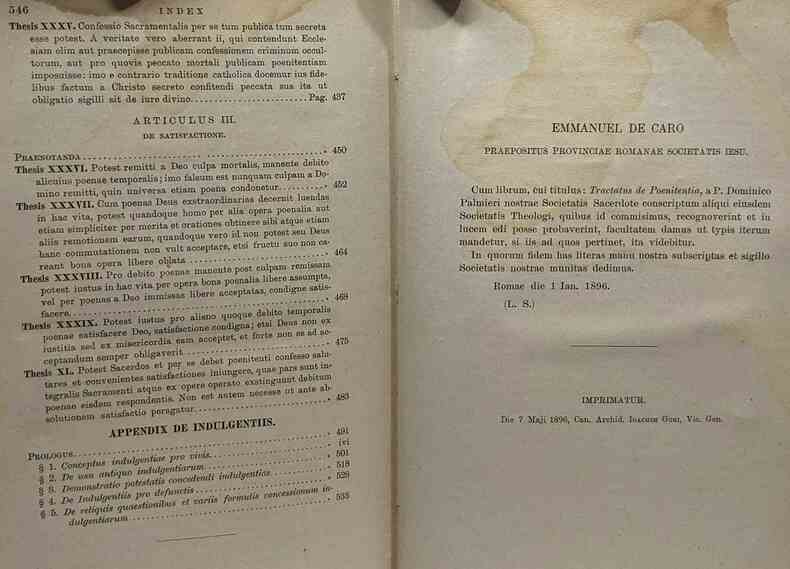 546
INDEX
Thesis XXXV. Confessio Sacramentalis per se tum publica tum secreta
esse potest. A veritate vero aberrant ii, qui contendunt Eccle-
siam olim aut praecepisse publicam confessionem criminum occul-
torum, aut pro quovis peccato mortali publicam poenitentiam
imposuisse: imo e contrario traditione catholica docemur ius fide-
libus factum a Christo secreto confitendi peccata sua ita ut
obligatio sigilli sit de iure divino........................Pag. 437
ARTICULUS III.
DE SATISFACTIONE.
PRAENOTANDA........................ 450
Thesis XXXVI. Potest remitti a Deo culpa mortalis, manente debito
alicuius poenae temporalis; imo falsum est nunquam culpam a Do-
mino remitti, quin universa etiam poena condonetur.......... 452
Thesis XXXVII. Cum poenas Deus exstraordinarias decernit luendas
in hac vita, potest quandoque homo per alia opera poenalia aut
etiam simpliciter per merita et orationes obtinere sibi atque etiam
aliis remotionem earum, quandoque vero id non potest seu Deus
hanc commutationem non vult acceptare, etsi fructu suo non ca-
reant bona opera libere oblata........................ 464
Thesis XXXVIII. Pro debito poenae manente post culpam remissam
potest iustus in hac vita per opera bona poenalia libere assumpta,
vel per poenas a Deo immissas libere acceptatas, condigne satis-
facere........................ 468
Thesis XXXIX. Potest iustus pro alieno quoque debito temporalis
poenae satisfacere Deo, satisfactione condigna; etsi Deus non ex
iustitia sed ex misericordia eam acceptet, et forte non se ad ac-
ceptandum semper obligaverit........................ 475
Thesis XL. Potest Sacerdos et per se debet poenitenti confesso salu-
tares et convenientes satisfactiones iniungere, quae pars sunt in-
tegralis Sacramenti atque ex opere operato exstingunt debitum
poenae eisdem respondentis. Non est autem necesse ut ante ab-
solutionem satisfactio peragatur........................ 483
APPENDIX DE INDULGENTIIS.
PROLOGUS........................ 491
§ 1. Conceptus indulgentiae pro vivis........................ ivi
§ 2. De usu antiquo indulgentiarum........................ 501
§ 3. Demonstratio potestatis concedendi indulgentias.......... 518
§ 4. De Indulgentiis pro defunctis........................ 526
§ 5. De reliquis quaestionibus et variis formulis concessionum in-
dulgentiarum........................ 535
EMMANUEL DE CARO
PRAEPOSITUS PROVINCIAE ROMANAE SOCIETATIS IESU.
Cum librum, cui titulus: Tractatus de Poenitentia, a P. Dominico
Palmieri nostrae Societatis Sacerdote conscriptum aliqui eiusdem
Societatis Theologi, quibus id commisimus, recognoverint et in
lucem edi posse probaverint, facultatem damus ut typis iterum
mandetur, si iis ad quos pertinet, ita videbitur.
In quorum fidem has literas manu nostra subscriptas et sigillo
Societatis nostrae munitas dedimus.
Romae die 1 Ian. 1896.
(L. S.)
IMPRIMATUR.
Die 7 Maji 1896, Can. Archid. IOACHIM GORI, Vic. Gen.